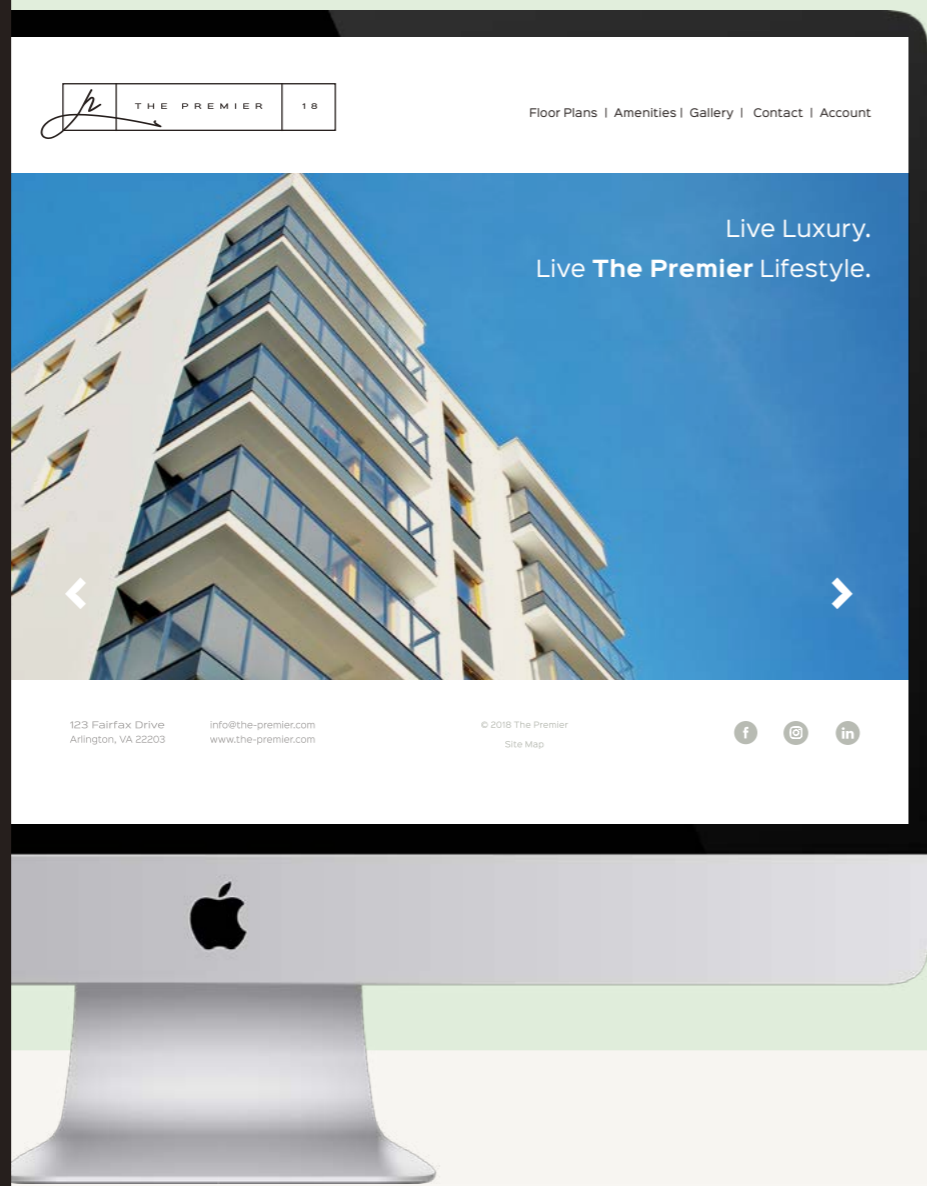 THE PREMIER 18
Floor Plans | Amenities | Gallery | Contact | Account
Live Luxury.
Live The Premier Lifestyle.
123 Fairfax Drive
Arlington, VA 22203
info@the-premier.com
www.the-premier.com
© 2018 The Premier
Site Map
f in